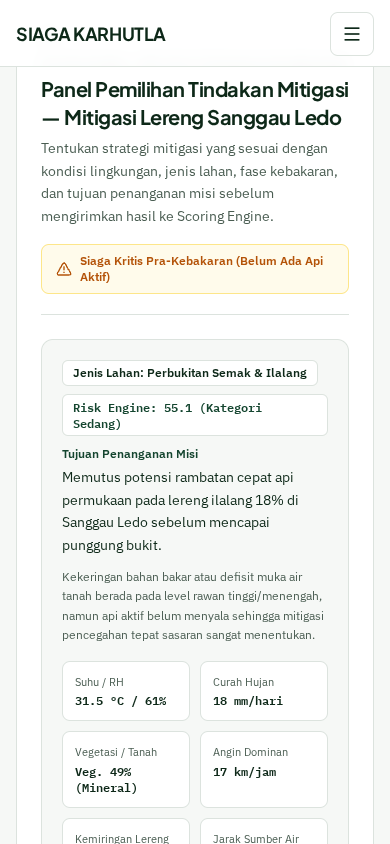 SIAGA KARHUTLA
Panel Pemilihan Tindakan Mitigasi
— Mitigasi Lereng Sanggau Ledo
Tentukan strategi mitigasi yang sesuai dengan
kondisi lingkungan, jenis lahan, fase kebakaran,
dan tujuan penanganan misi sebelum
mengirimkan hasil ke Scoring Engine.
Siaga Kritis Pra-Kebakaran (Belum Ada Api
Aktif)
Jenis Lahan: Perbukitan Semak & Ilalang
Risk Engine: 55.1 (Kategori
Sedang)
Tujuan Penanganan Misi
Memutus potensi rambatan cepat api
permukaan pada lereng ilalang 18% di
Sanggau Ledo sebelum mencapai
punggung bukit.
Kekeringan bahan bakar atau defisit muka air
tanah berada pada level rawan tinggi/menengah,
namun api aktif belum menyala sehingga mitigasi
pencegahan tepat sasaran sangat menentukan.
Suhu / RH
31.5 °C / 61%
Curah Hujan
18 mm/hari
Vegetasi / Tanah
Veg. 49%
(Mineral)
Angin Dominan
17 km/jam
Kemiringan Lereng
Jarak Sumber Air